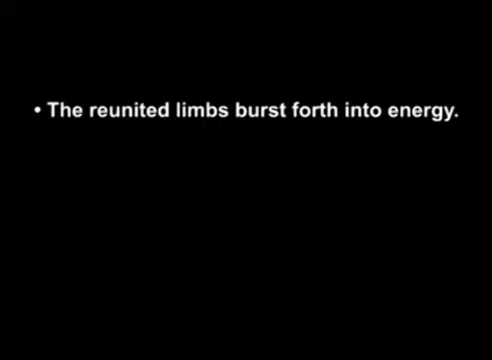 • The reunited limbs burst forth into energy.